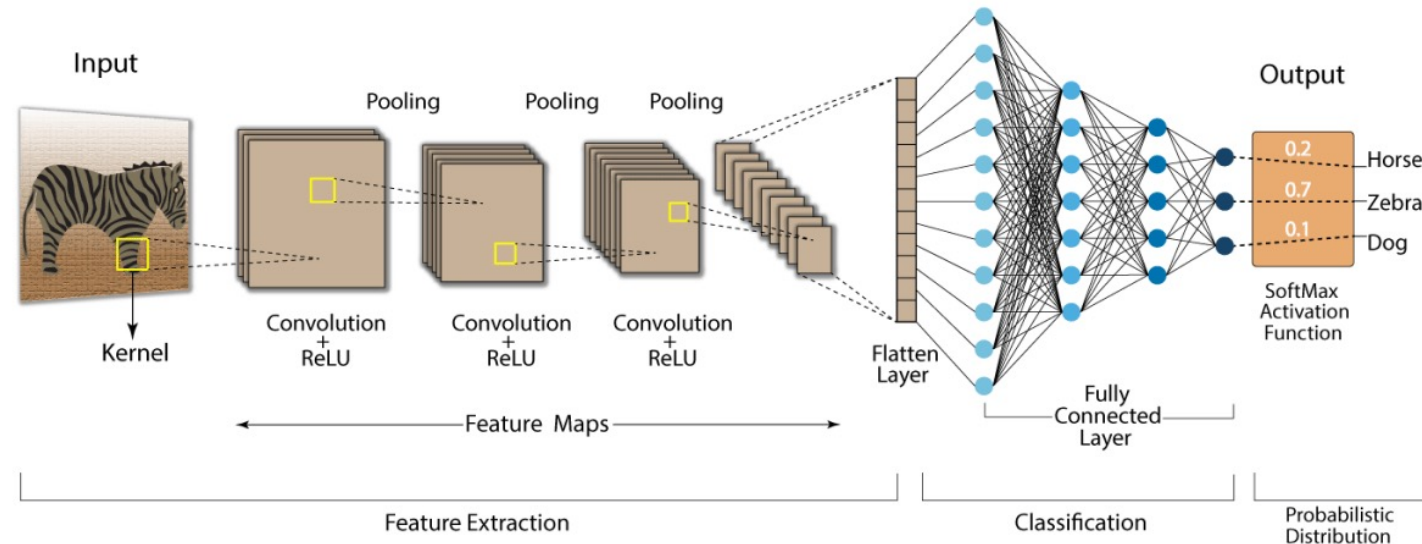 Input
Kernel
Pooling
Pooling
Pooling
Convolution
+
ReLU
Convolution
+
ReLU
Convolution
+
ReLU
Feature Maps
Flatten
Layer
Fully
Connected
Layer
Output
0.2
Horse
0.7
Zebra
0.1
Dog
SoftMax
Activation
Function
Feature Extraction
Classification
Probabilistic
Distribution